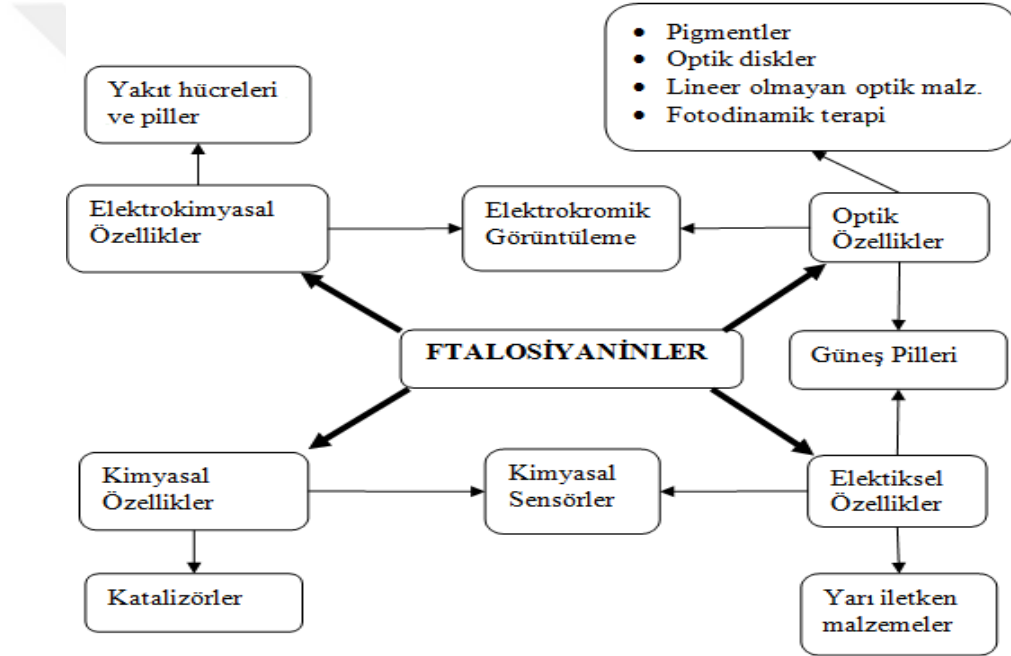 • Pigmentler
• Optik diskler
• Lineer olmayan optik malz.
• Fotodinamik terapi
Yakıt hücreleri
ve piller
Elektrokimyasal
Özellikler
Elektrokromik
Görüntüleme
Optik
Özellikler
FTALOSİYANİNLER
Güneş Pilleri
Kimyasal
Özellikler
Kimyasal
Sensörler
Elektiksel
Özellikler
Katalizörler
Yarı iletken
malzemeler